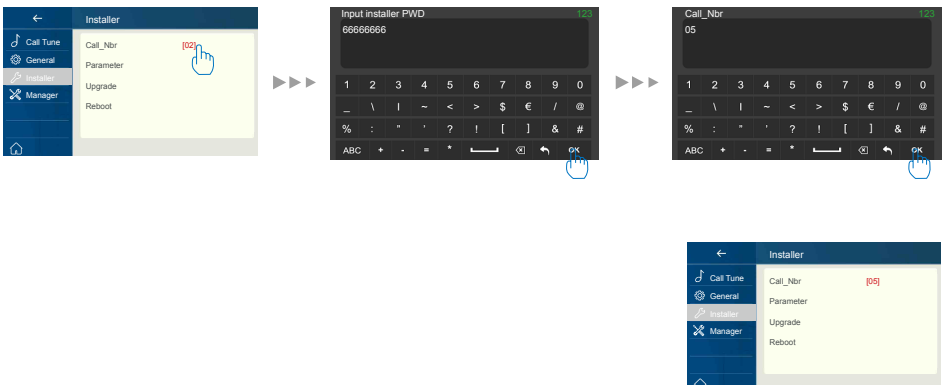 Installer
Call Tune
General
Installer
Manager
Call_Nbr [02]
Parameter
Upgrade
Reboot
Input installer PWD 123
66666666
1 2 3 4 5 6 7 8 9 0
_ \ | ~ < > $ € / @
% : " ' ? ! [ ] & #
ABC + - = * OK
Call_Nbr 123
05
1 2 3 4 5 6 7 8 9 0
_ \ | ~ < > $ € / @
% : " ' ? ! [ ] & #
ABC + - = * OK
Installer
Call Tune
General
Installer
Manager
Call_Nbr [05]
Parameter
Upgrade
Reboot